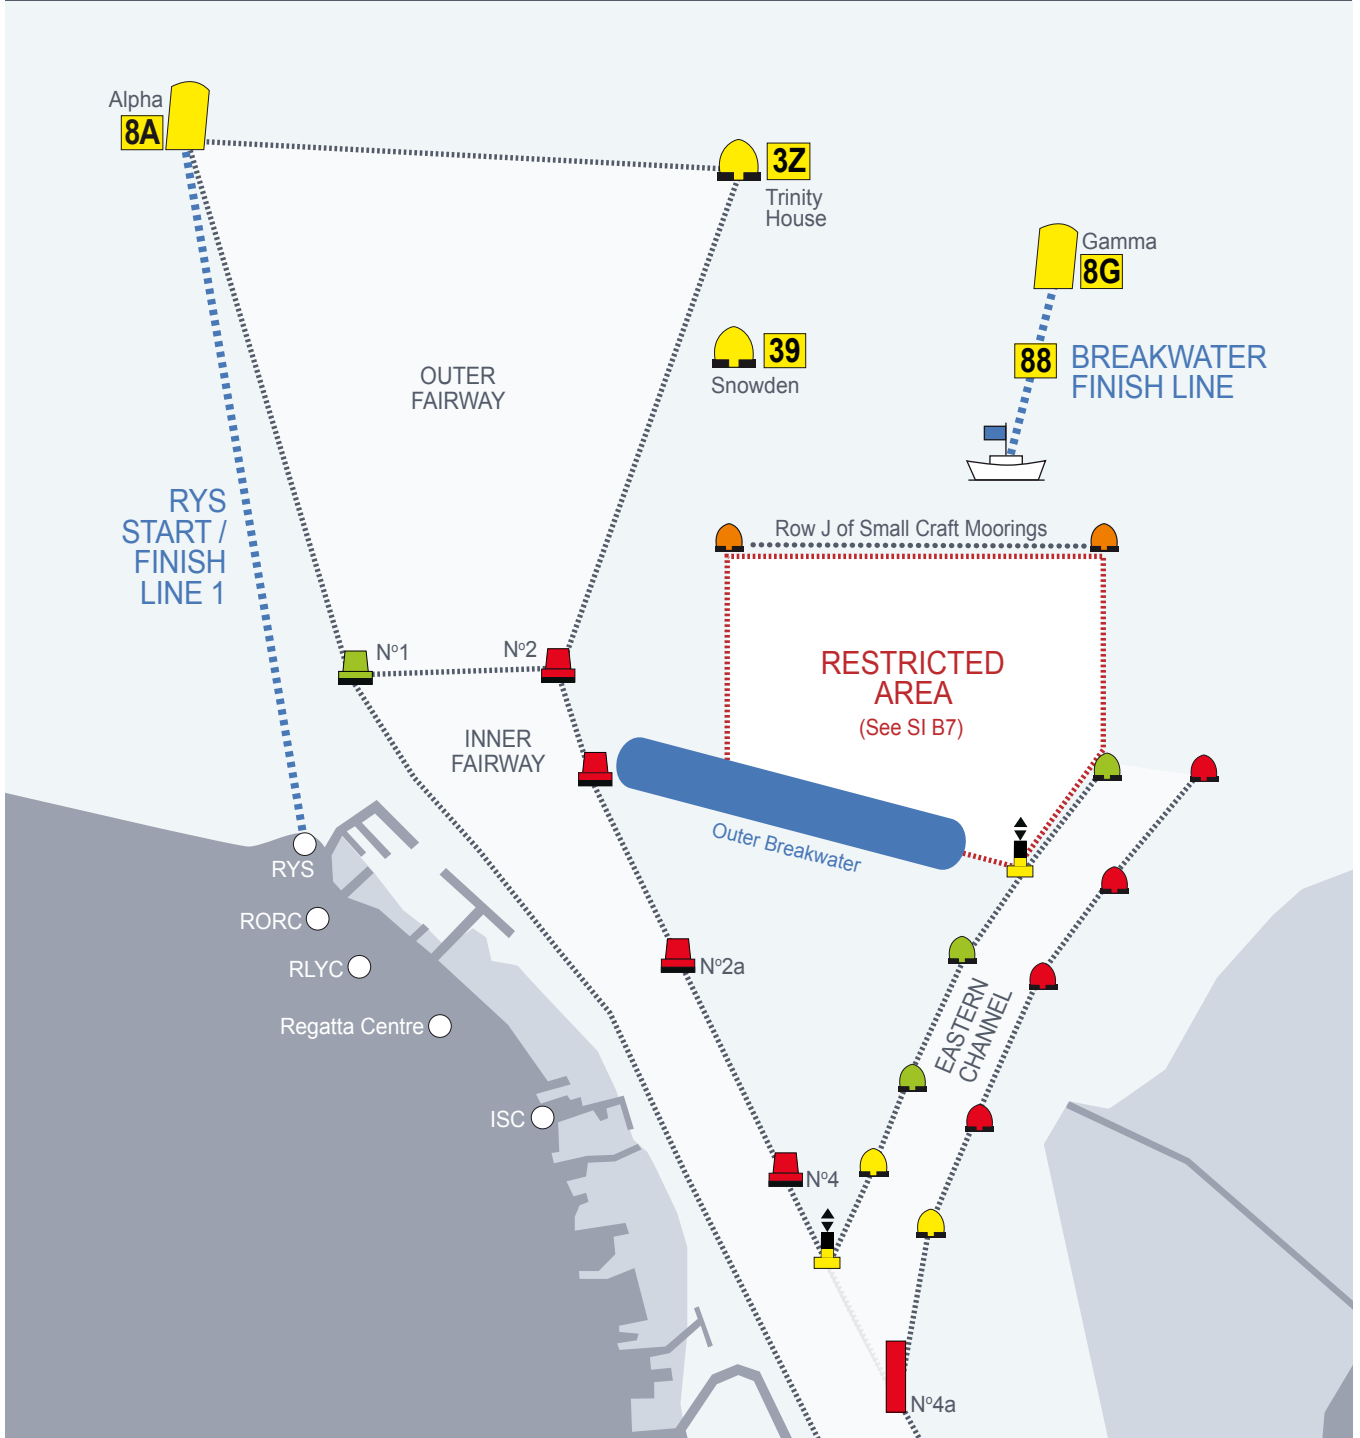 Alpha
8A
3Z
Trinity
House
Gamma
8G
39
Snowden
88
BREAKWATER
FINISH LINE
OUTER
FAIRWAY
RYS
START /
FINISH
LINE 1
Row J of Small Craft Moorings
Nº1
Nº2
RESTRICTED
AREA
(See SI B7)
INNER
FAIRWAY
Outer Breakwater
RYS
RORC
RLYC
Nº2a
Regatta Centre
EASTERN
CHANNEL
ISC
Nº4
Nº4a